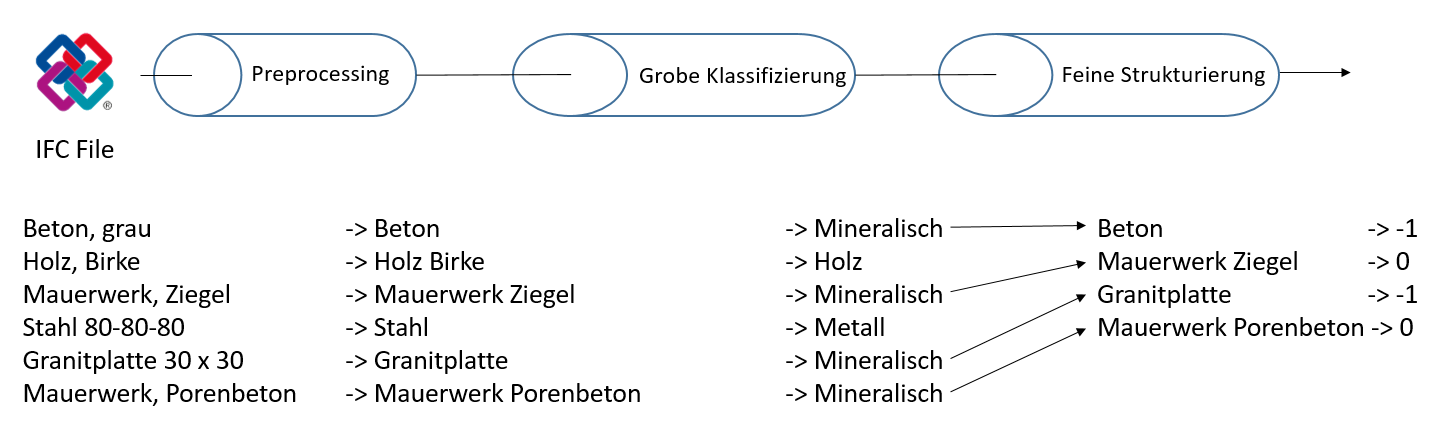 Preprocessing
Grobe Klassifizierung
Feine Strukturierung
®
IFC File
Beton, grau -> Beton -> Mineralisch Beton -> -1
Holz, Birke -> Holz Birke -> Holz Mauerwerk Ziegel -> 0
Mauerwerk, Ziegel -> Mauerwerk Ziegel -> Mineralisch Granitplatte -> -1
Stahl 80-80-80 -> Stahl -> Metall Mauerwerk Porenbeton -> 0
Granitplatte 30 x 30 -> Granitplatte -> Mineralisch
Mauerwerk, Porenbeton -> Mauerwerk Porenbeton -> Mineralisch